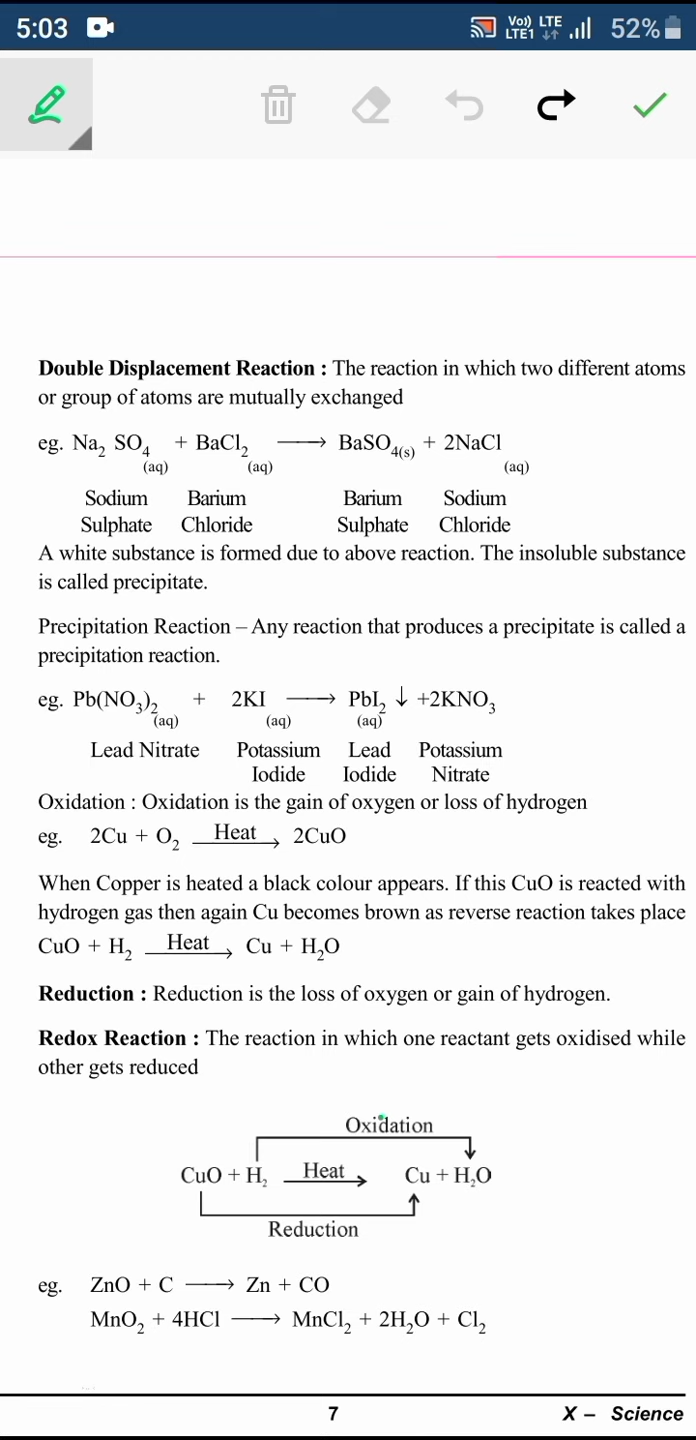 5:03 Vo)) LTE LTE1 52%
Double Displacement Reaction : The reaction in which two different atoms
or group of atoms are mutually exchanged
eg. Na₂ SO₄ (aq) + BaCl₂ (aq) ⟶ BaSO₄(s) + 2NaCl (aq)
Sodium Barium Barium Sodium
Sulphate Chloride Sulphate Chloride
A white substance is formed due to above reaction. The insoluble substance
is called precipitate.
Precipitation Reaction – Any reaction that produces a precipitate is called a
precipitation reaction.
eg. Pb(NO₃)₂ (aq) + 2KI (aq) ⟶ PbI₂ (aq) ↓ +2KNO₃
Lead Nitrate Potassium Lead Potassium
Iodide Iodide Nitrate
Oxidation : Oxidation is the gain of oxygen or loss of hydrogen
eg. 2Cu + O₂ Heat → 2CuO
When Copper is heated a black colour appears. If this CuO is reacted with
hydrogen gas then again Cu becomes brown as reverse reaction takes place
CuO + H₂ Heat → Cu + H₂O
Reduction : Reduction is the loss of oxygen or gain of hydrogen.
Redox Reaction : The reaction in which one reactant gets oxidised while
other gets reduced
Oxidation
CuO + H₂ Heat → Cu + H₂O
Reduction
eg. ZnO + C ⟶ Zn + CO
MnO₂ + 4HCl ⟶ MnCl₂ + 2H₂O + Cl₂
7 X – Science